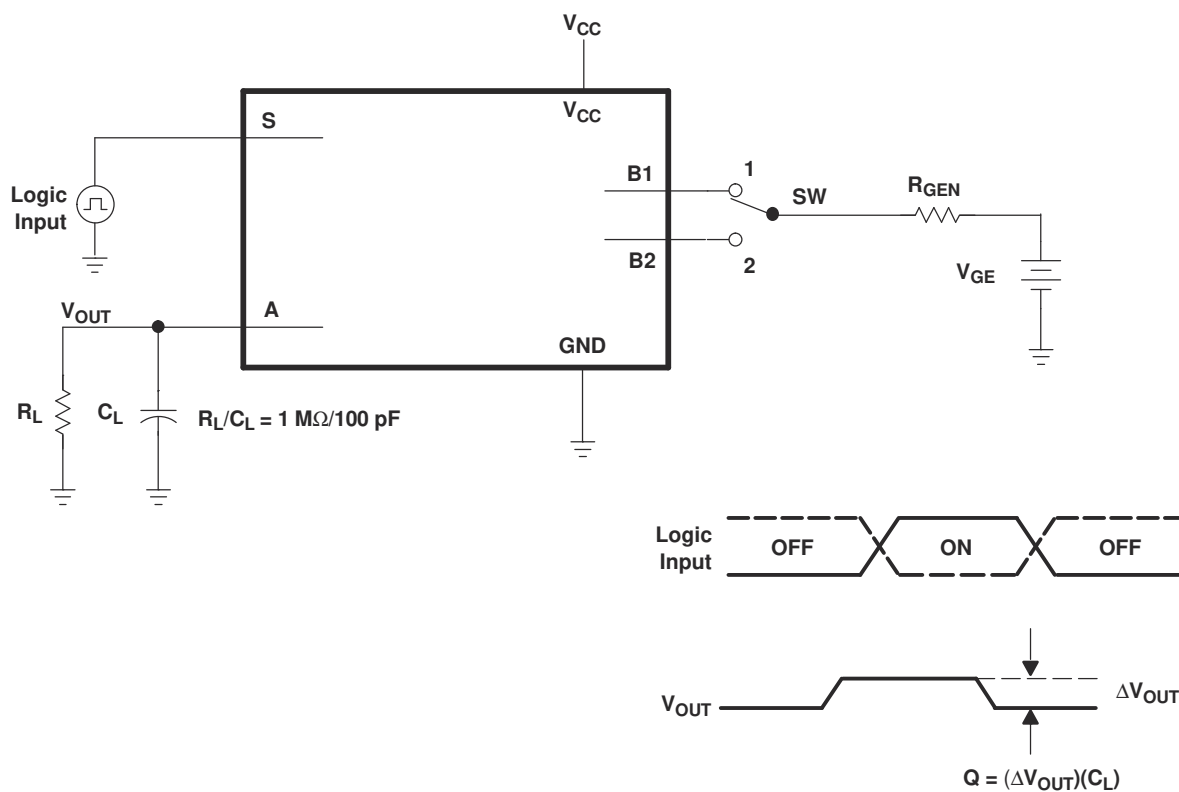 VCC
VCC
S
B1
1
SW
RGEN
Logic
Input
B2
2
VGE
VOUT
A
GND
RL
CL
RL/CL = 1 MΩ/100 pF
Logic
Input
OFF
ON
OFF
VOUT
ΔVOUT
Q = (ΔVOUT)(CL)